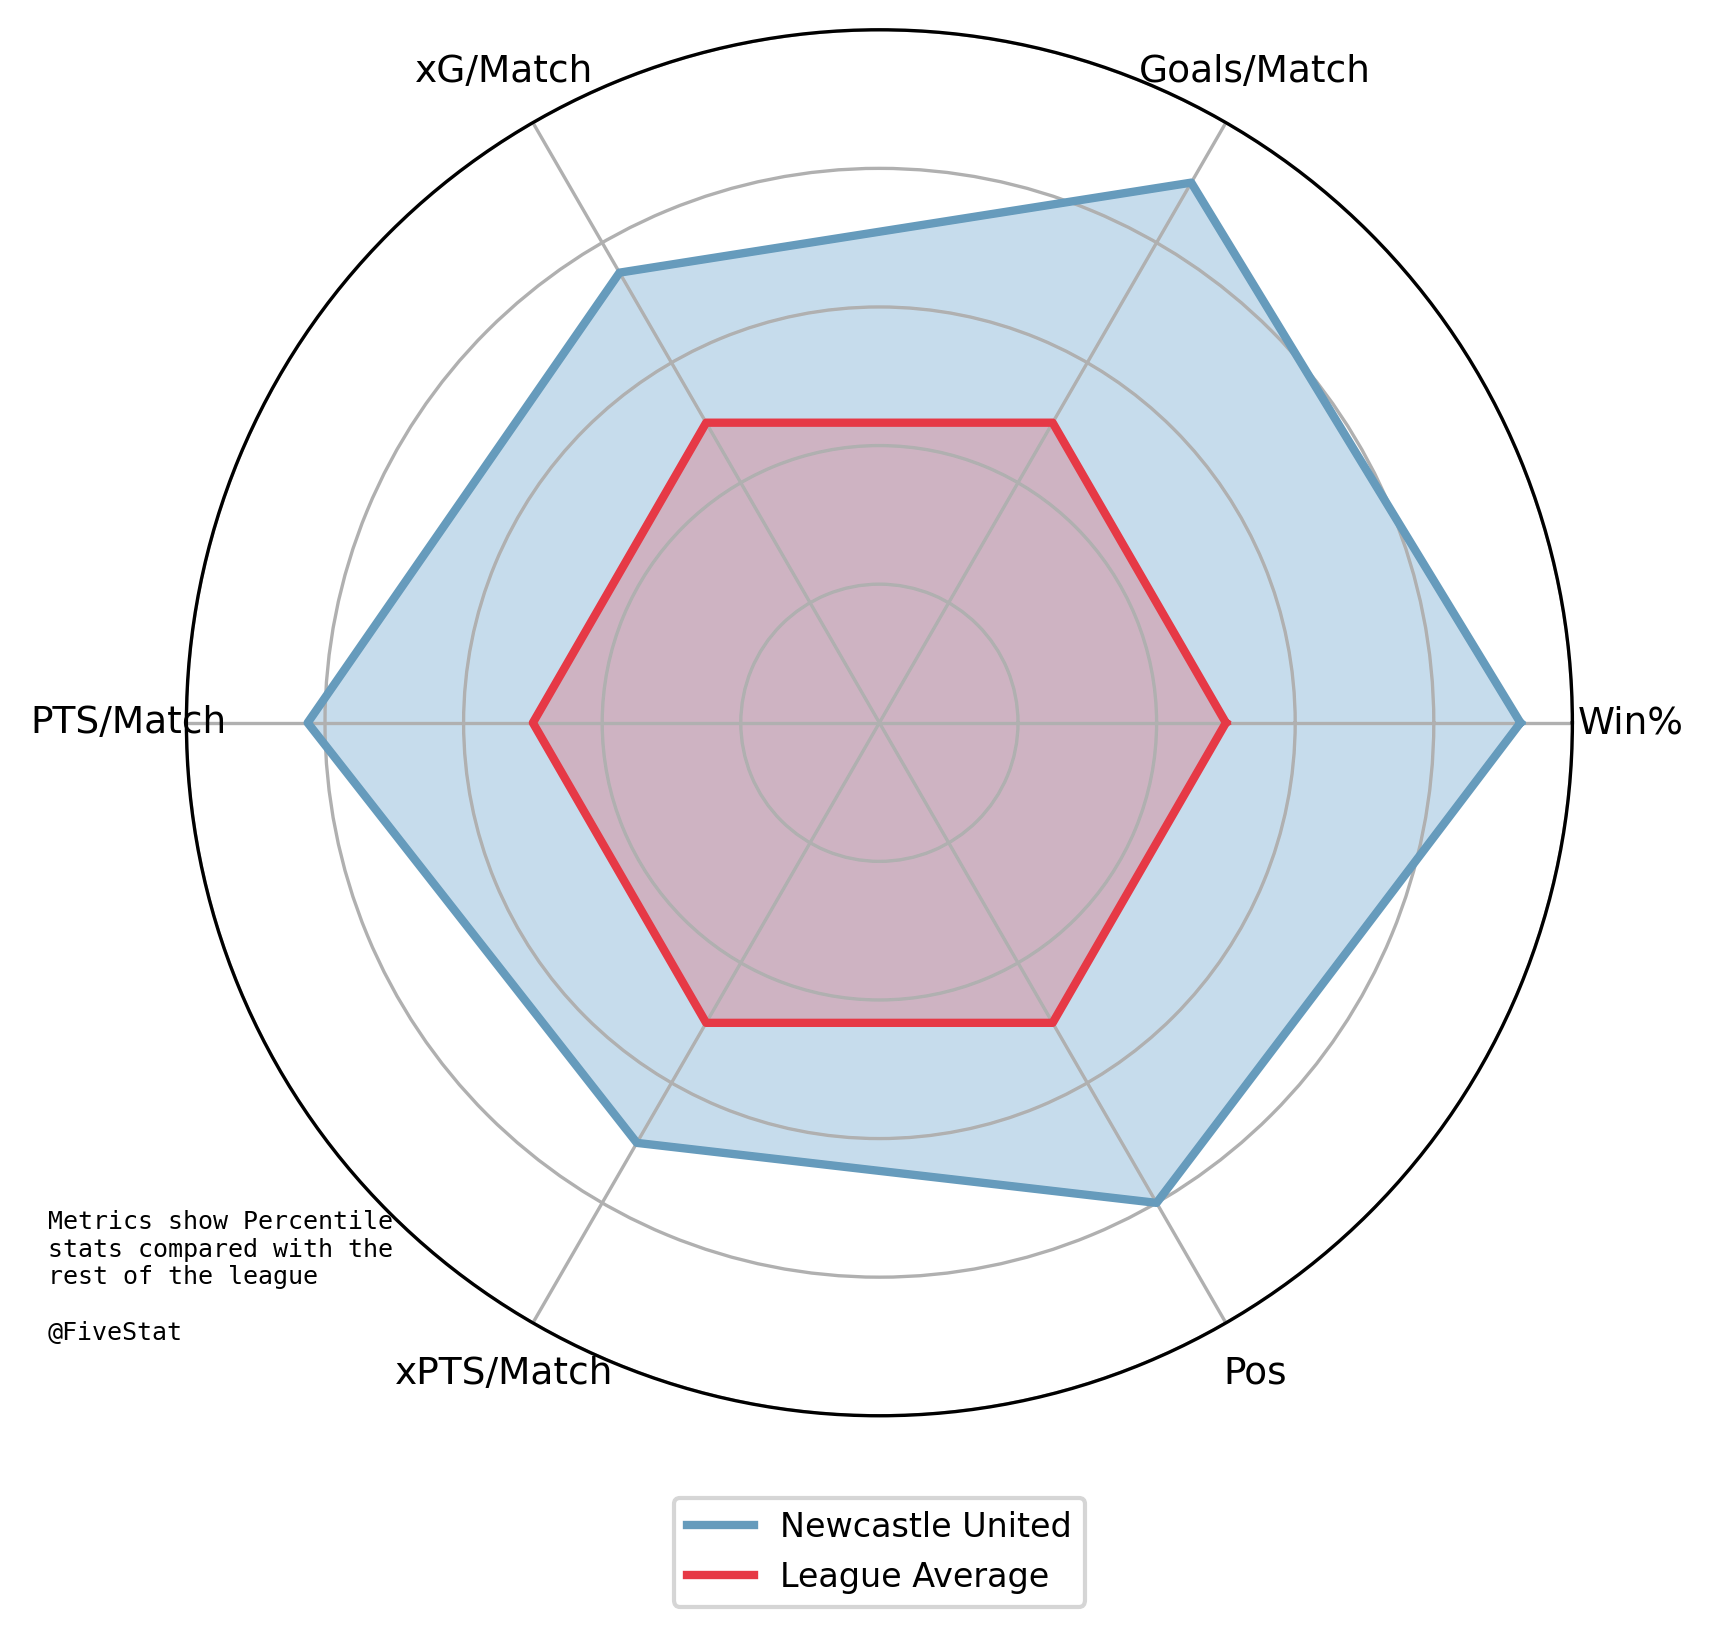 xG/Match
Goals/Match
PTS/Match
Win%
Metrics show Percentile
stats compared with the
rest of the league
@FiveStat
xPTS/Match
Pos
Newcastle United
League Average